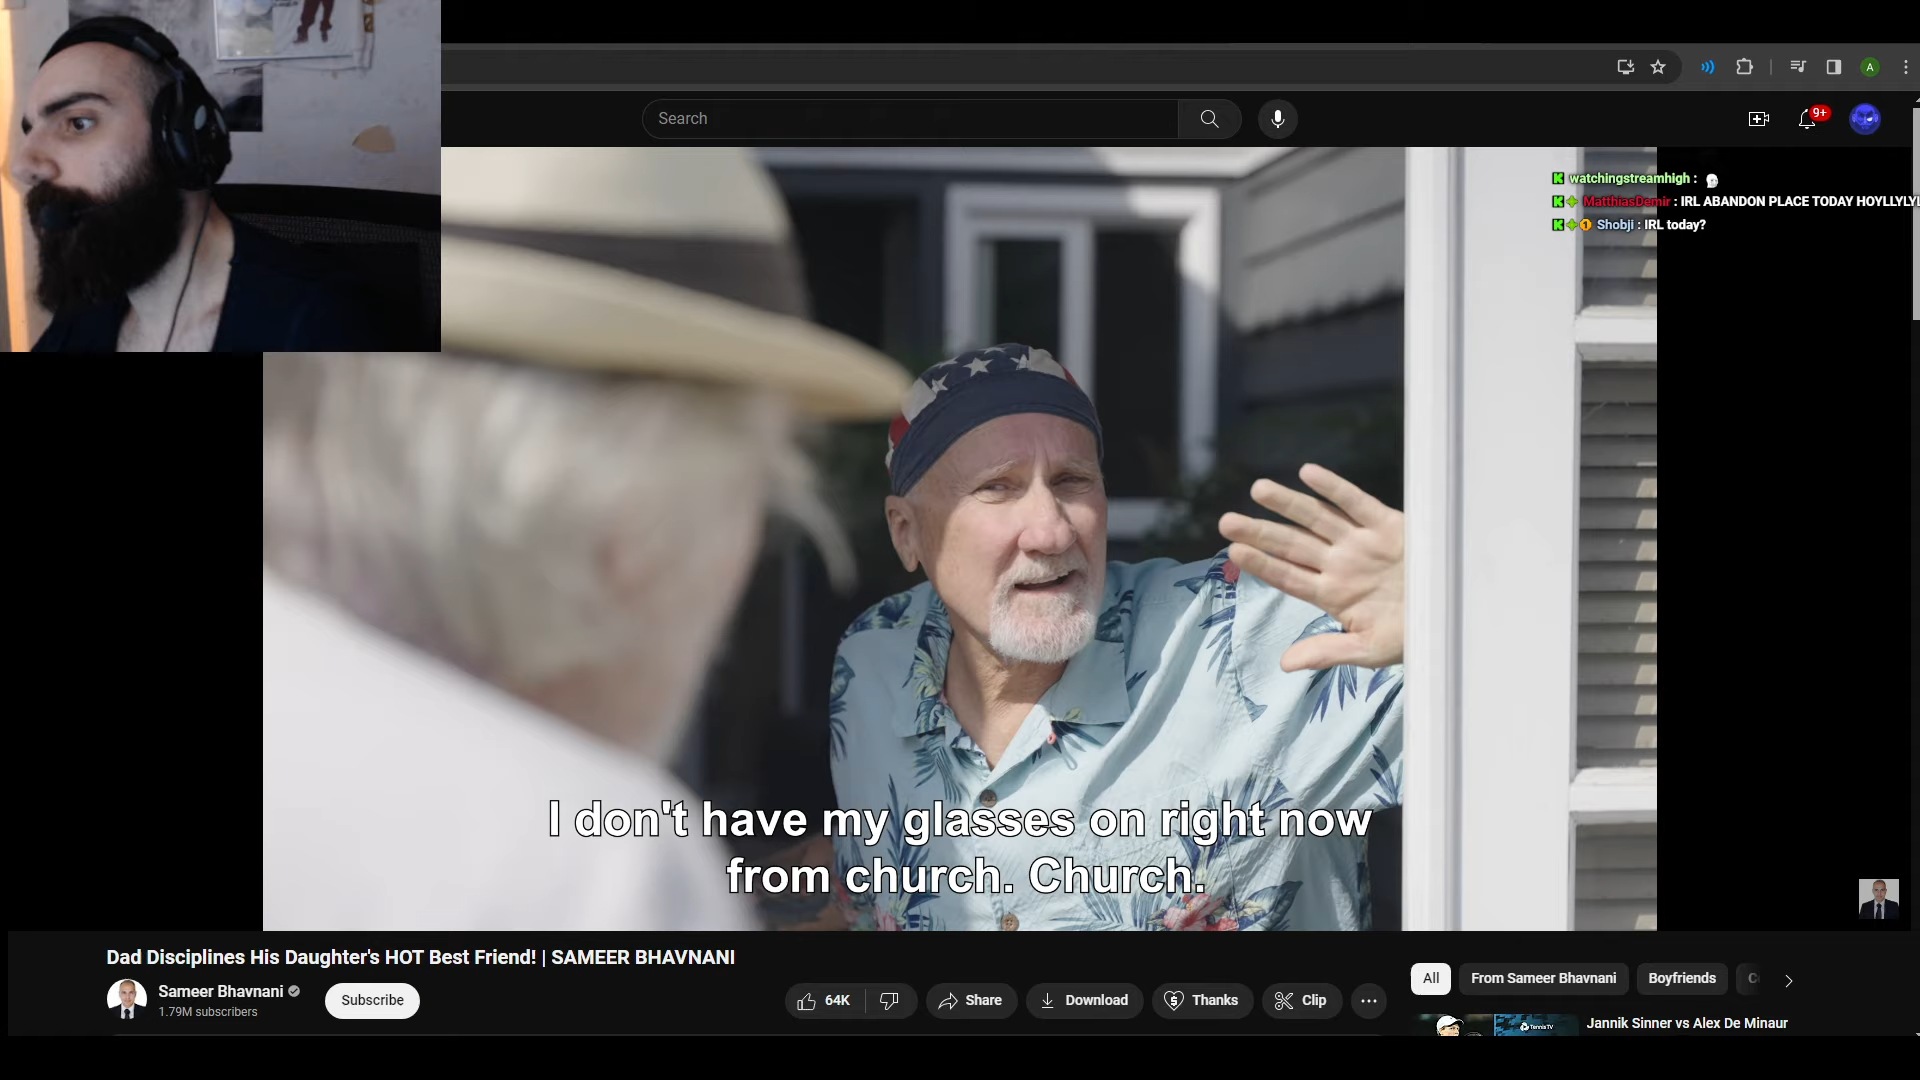 A
Search
9+
watchingstreamhigh :
MatthiasDemir : IRL ABANDON PLACE TODAY HOYLLYLYL
1 Shobji : IRL today?
I don't have my glasses on right now
from church. Church.
Dad Disciplines His Daughter's HOT Best Friend! | SAMEER BHAVNANI
Sameer Bhavnani
1.79M subscribers
Subscribe
64K
Share
Download
Thanks
Clip
All
From Sameer Bhavnani
Boyfriends
TennisTV
Jannik Sinner vs Alex De Minaur